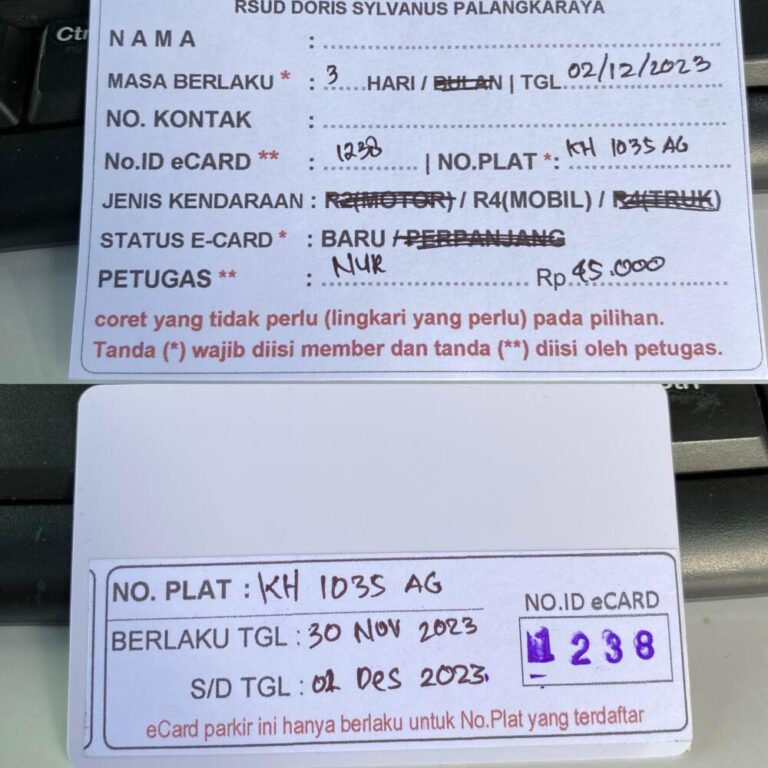 RSUD DORIS SYLVANUS PALANGKARAYA
NAMA :
MASA BERLAKU * : 3 HARI / BULAN | TGL 02/12/2023
NO. KONTAK :
No.ID eCARD ** : 1238 | NO.PLAT *: KH 1035 AG
JENIS KENDARAAN : R2(MOTOR) / R4(MOBIL) / R4(TRUK)
STATUS E-CARD * : BARU / PERPANJANG
PETUGAS ** : NUR Rp. 45.000
coret yang tidak perlu (lingkari yang perlu) pada pilihan.
Tanda (*) wajib diisi member dan tanda (**) diisi oleh petugas.
NO. PLAT : KH 1035 AG
BERLAKU TGL : 30 NOV 2023
S/D TGL : 02 Des 2023.
NO.ID eCARD
1238
eCard parkir ini hanya berlaku untuk No.Plat yang terdaftar
Ctr